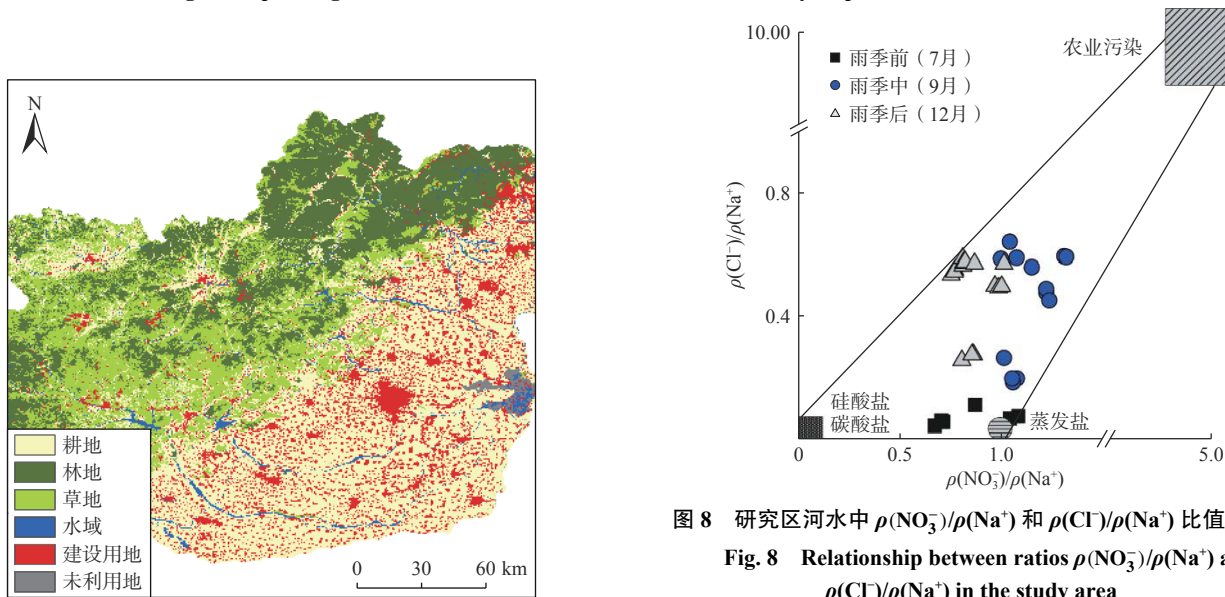 N
耕地
林地
草地
水域
建设用地
未利用地
0 30 60 km
10.00
农业污染
雨季前（7月）
雨季中（9月）
雨季后（12月）
ρ(Cl⁻)/ρ(Na⁺)
0.8
0.4
硅酸盐
碳酸盐
蒸发盐
0 0.5 1.0 5.0
ρ(NO₃⁻)/ρ(Na⁺)
图 8 研究区河水中 ρ(NO₃⁻)/ρ(Na⁺) 和 ρ(Cl⁻)/ρ(Na⁺) 比值
Fig. 8 Relationship between ratios ρ(NO₃⁻)/ρ(Na⁺) a
ρ(Cl⁻)/ρ(Na⁺) in the study area